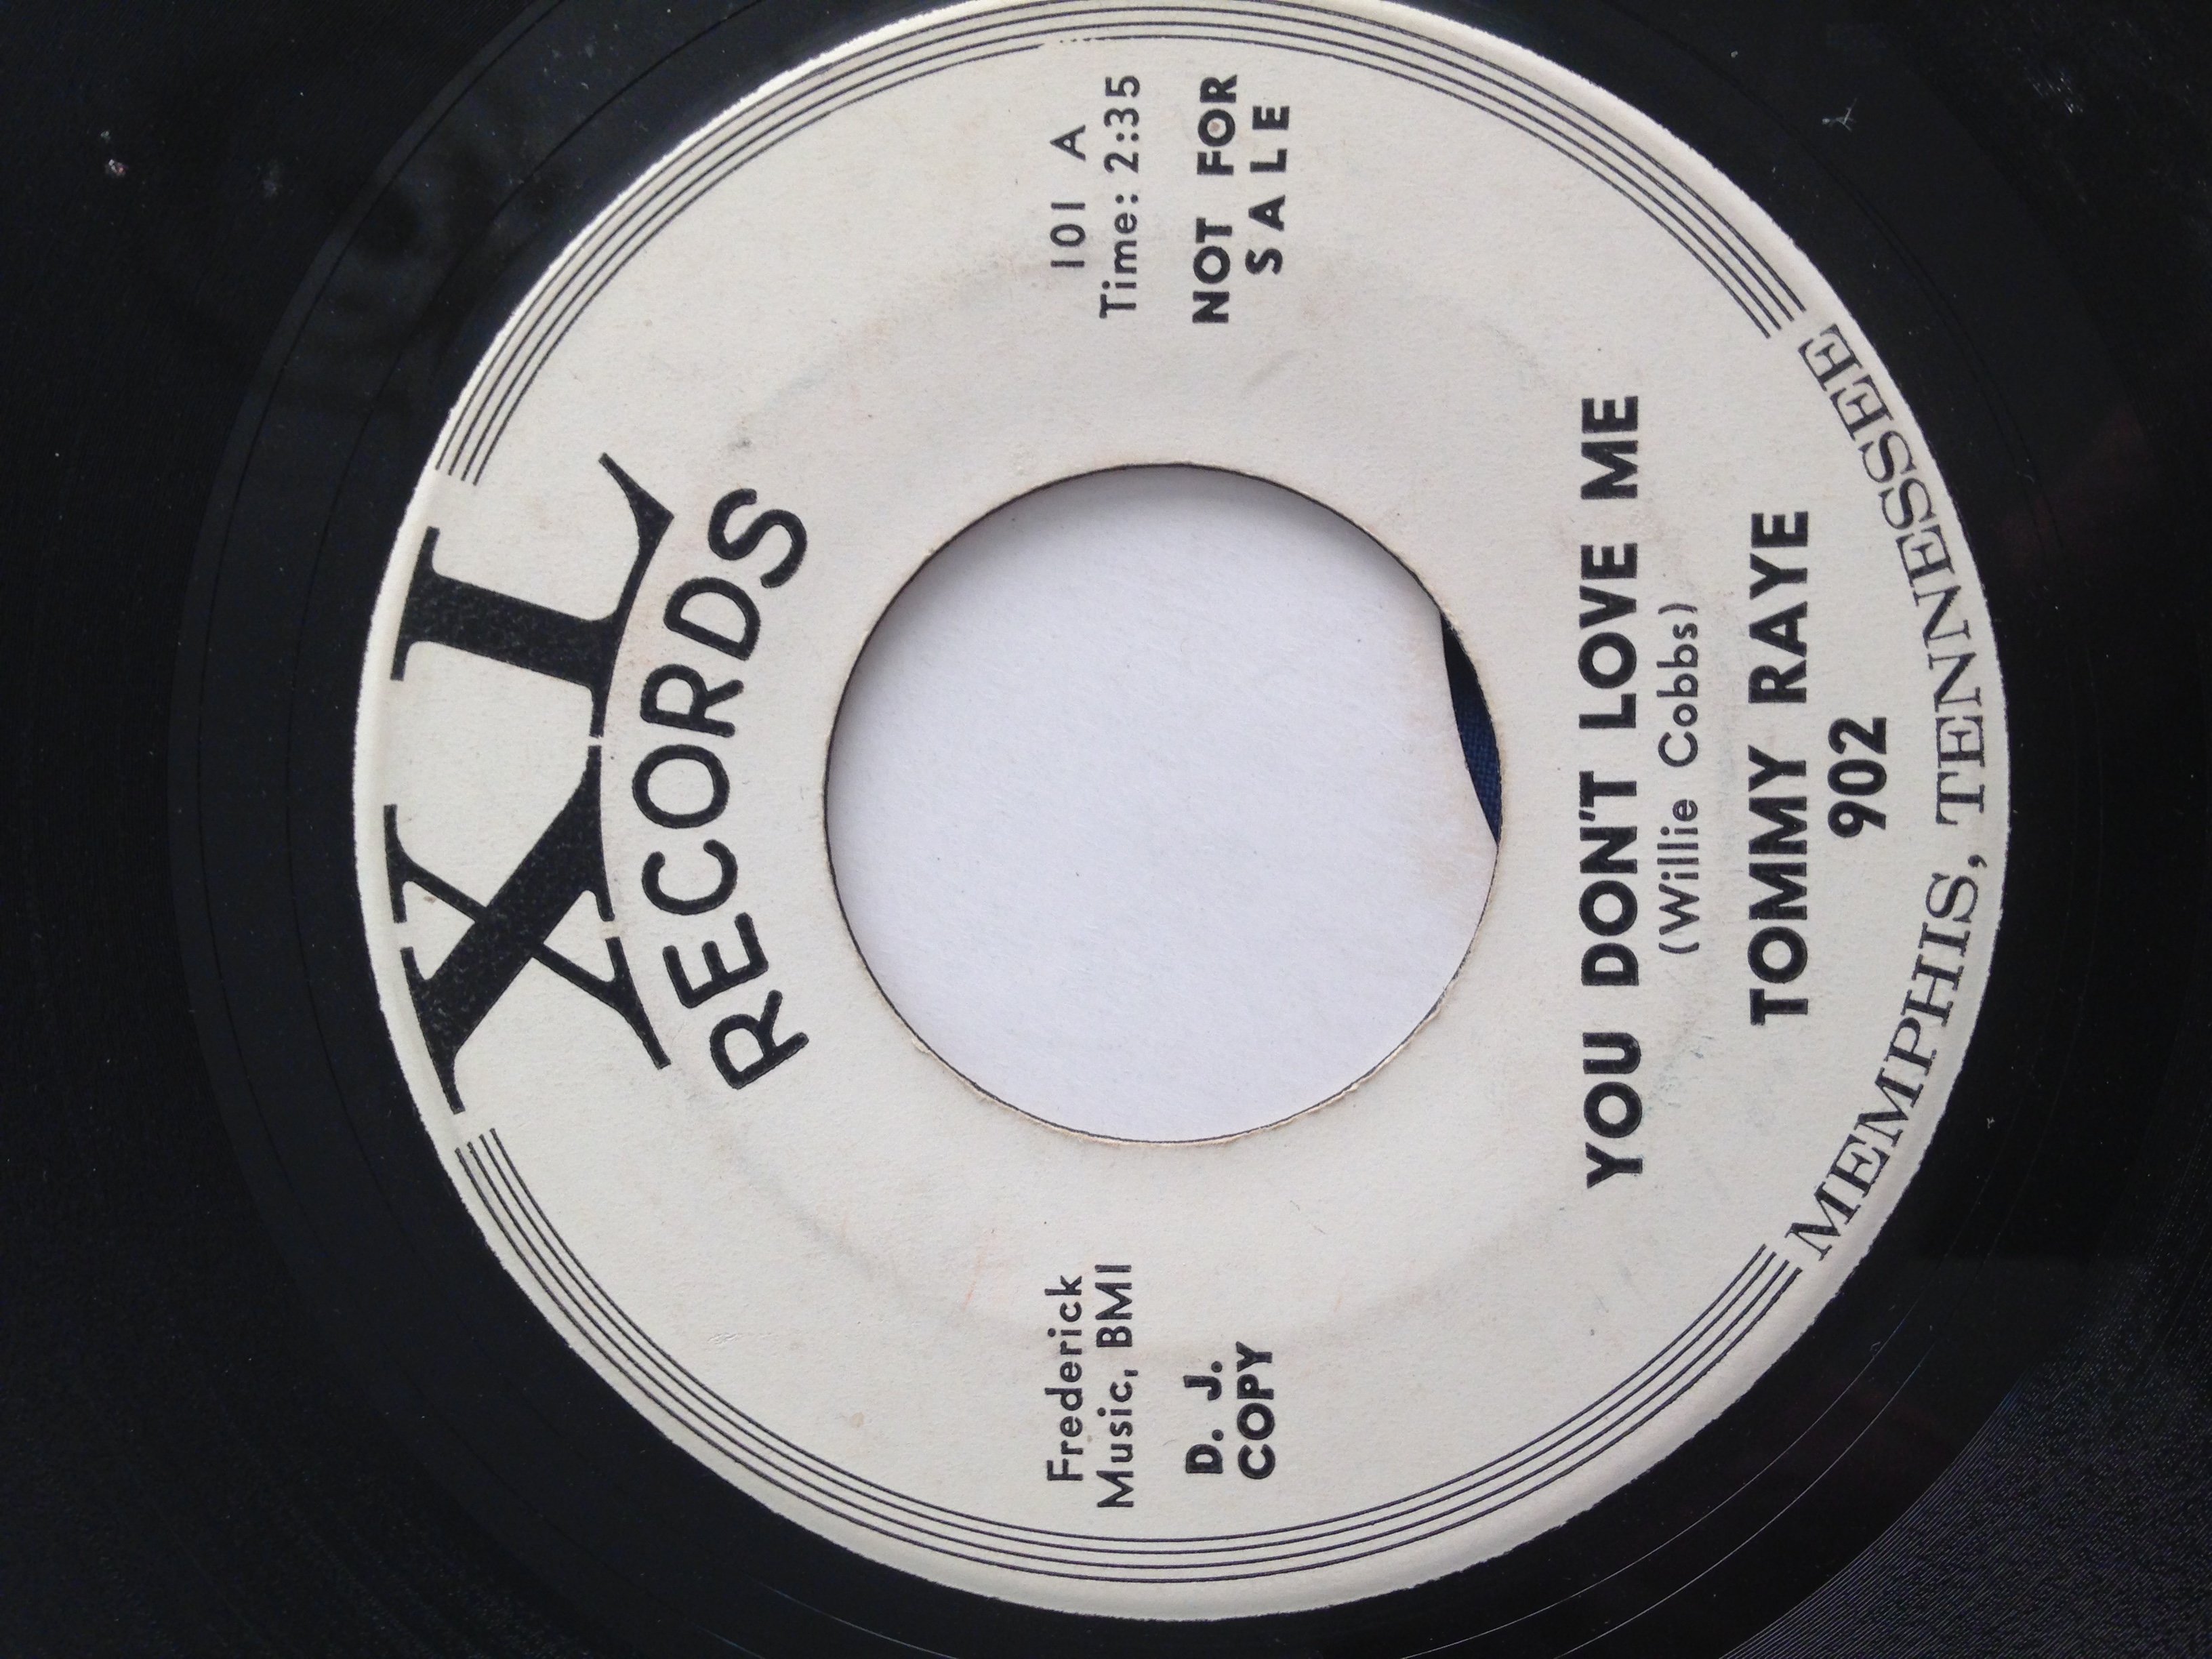 XL
RECORDS
Frederick
Music, BMI
D. J.
COPY
101 A
Time: 2:35
NOT FOR
SALE
YOU DON'T LOVE ME
(Willie Cobbs)
TOMMY RAYE
902
MEMPHIS, TENNESSEE